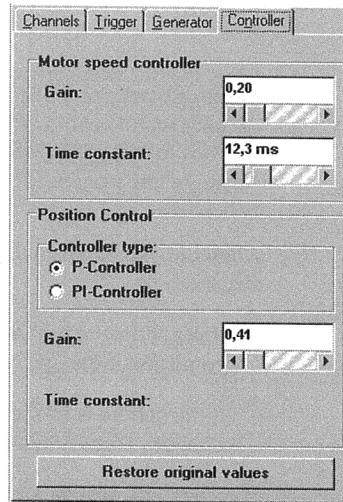 Channels Trigger Generator Controller
Motor speed controller
Gain: 0,20
Time constant: 12,3 ms
Position Control
Controller type:
P-Controller
PI-Controller
Gain: 0,41
Time constant:
Restore original values